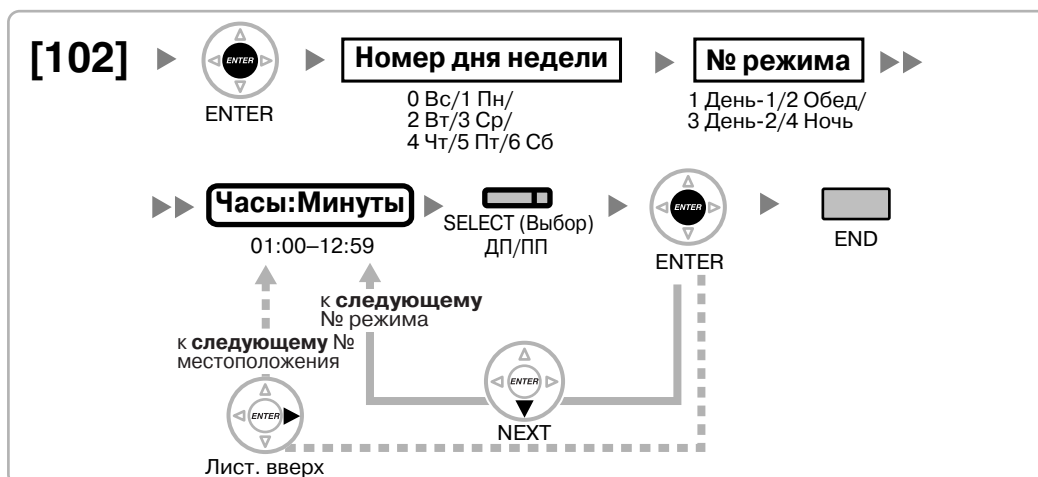 [102]
ENTER
ENTER
Номер дня недели
0 Вс/1 Пн/
2 Вт/3 Ср/
4 Чт/5 Пт/6 Сб
№ режима
1 День-1/2 Обед/
3 День-2/4 Ночь
Часы:Минуты
01:00–12:59
SELECT (Выбор)
ДП/ПП
ENTER
ENTER
END
к следующему
№ режима
к следующему №
местоположения
ENTER
NEXT
ENTER
Лист. вверх